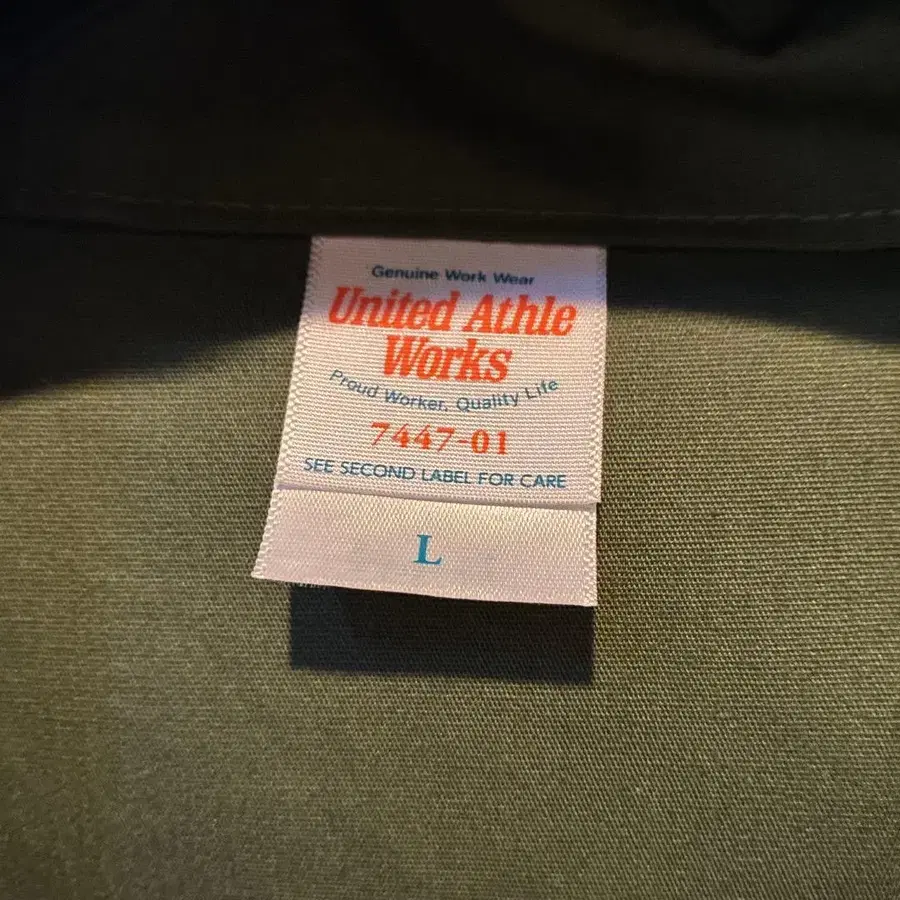 Genuine Work Wear
United Athle
Works
Proud Worker, Quality Life
7447-01
SEE SECOND LABEL FOR CARE
L